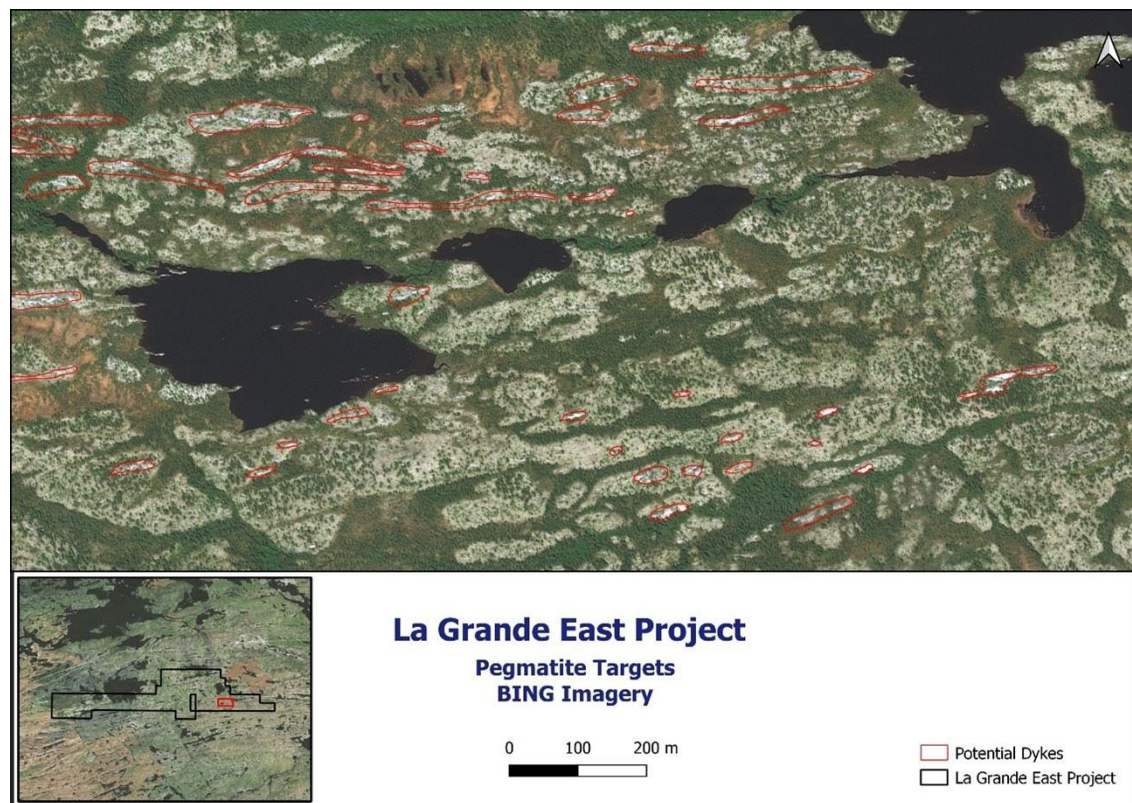 La Grande East Project
Pegmatite Targets
BING Imagery
0 100 200 m
Potential Dykes
La Grande East Project